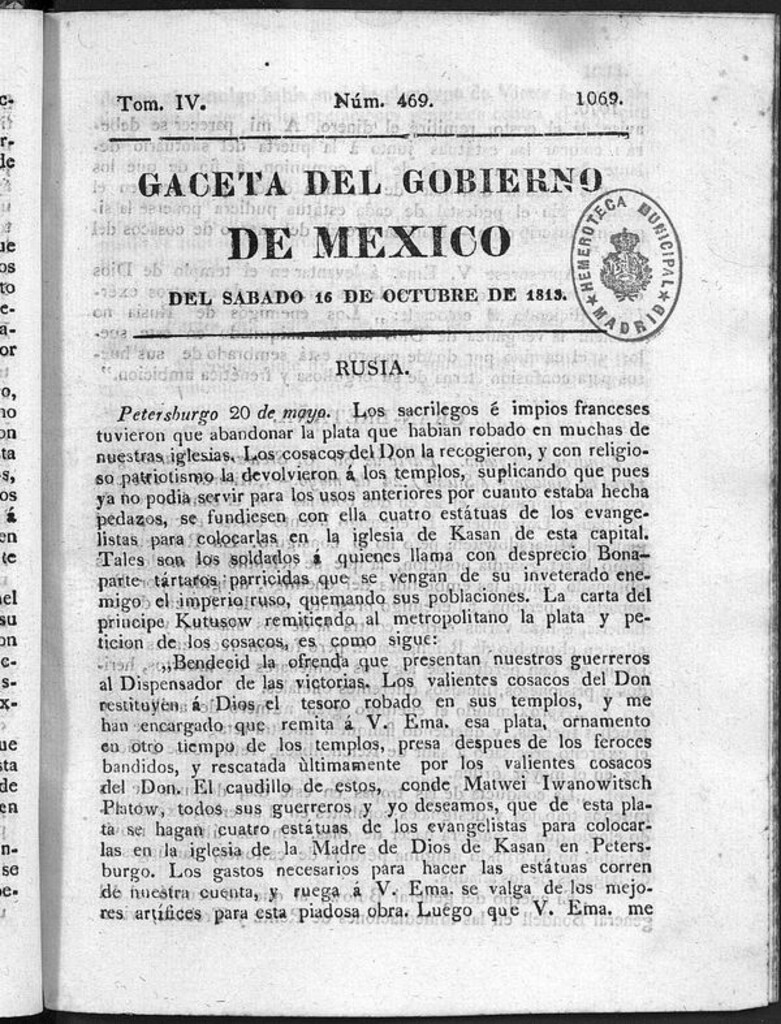 Tom. IV. Núm. 469. 1069.
GACETA DEL GOBIERNO
DE MEXICO
DEL SABADO 16 DE OCTUBRE DE 1813.
HEMEROTECA MUNICIPAL
MADRID
RUSIA.
Petersburgo 20 de mayo. Los sacrilegos é impios franceses
tuvieron que abandonar la plata que habian robado en muchas de
nuestras iglesias. Los cosacos del Don la recogieron, y con religio-
so patriotismo la devolvieron á los templos, suplicando que pues
ya no podia servir para los usos anteriores por cuanto estaba hecha
pedazos, se fundiesen con ella cuatro estátuas de los evange-
listas para colocarlas en la iglesia de Kasan de esta capital.
Tales son los soldados á quienes llama con desprecio Bona-
parte tártaros parricidas que se vengan de su inveterado ene-
migo el imperio ruso, quemando sus poblaciones. La carta del
principe Kutusow remitiendo al metropolitano la plata y pe-
ticion de los cosacos, es como sigue:
„Bendecid la ofrenda que presentan nuestros guerreros
al Dispensador de las victorias. Los valientes cosacos del Don
restituyen á Dios el tesoro robado en sus templos, y me
han encargado que remita á V. Ema. esa plata, ornamento
en otro tiempo de los templos, presa despues de los feroces
bandidos, y rescatada ùltimamente por los valientes cosacos
del Don. El caudillo de estos, conde Matwei Iwanowitsch
Platow, todos sus guerreros y yo deseamos, que de esta pla-
ta se hagan cuatro estátuas de los evangelistas para colocar-
las en la iglesia de la Madre de Dios de Kasan en Peters-
burgo. Los gastos necesarios para hacer las estátuas corren
de nuestra cuenta, y ruega á V. Ema. se valga de los mejo-
res artífices para esta piadosa obra. Luego que V. Ema. me